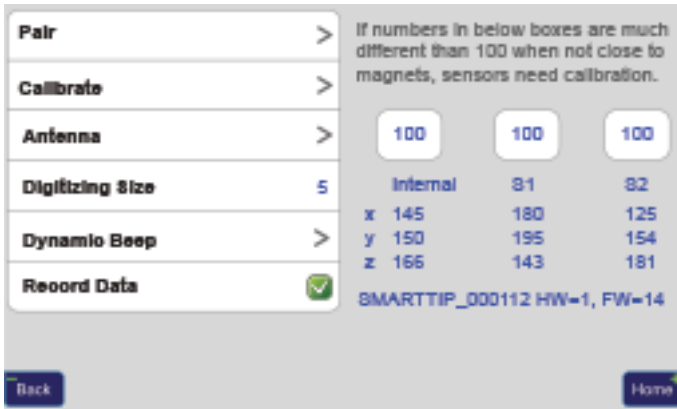 Pair >
Calibrate >
Antenna >
Digitizing Size 5
Dynamic Beep >
Record Data
If numbers in below boxes are much
different than 100 when not close to
magnets, sensors need calibration.
100 100 100
Internal S1 S2
x 145 180 125
y 150 195 154
z 166 143 181
SMARTTIP_000112 HW=1, FW=14
Back
Home